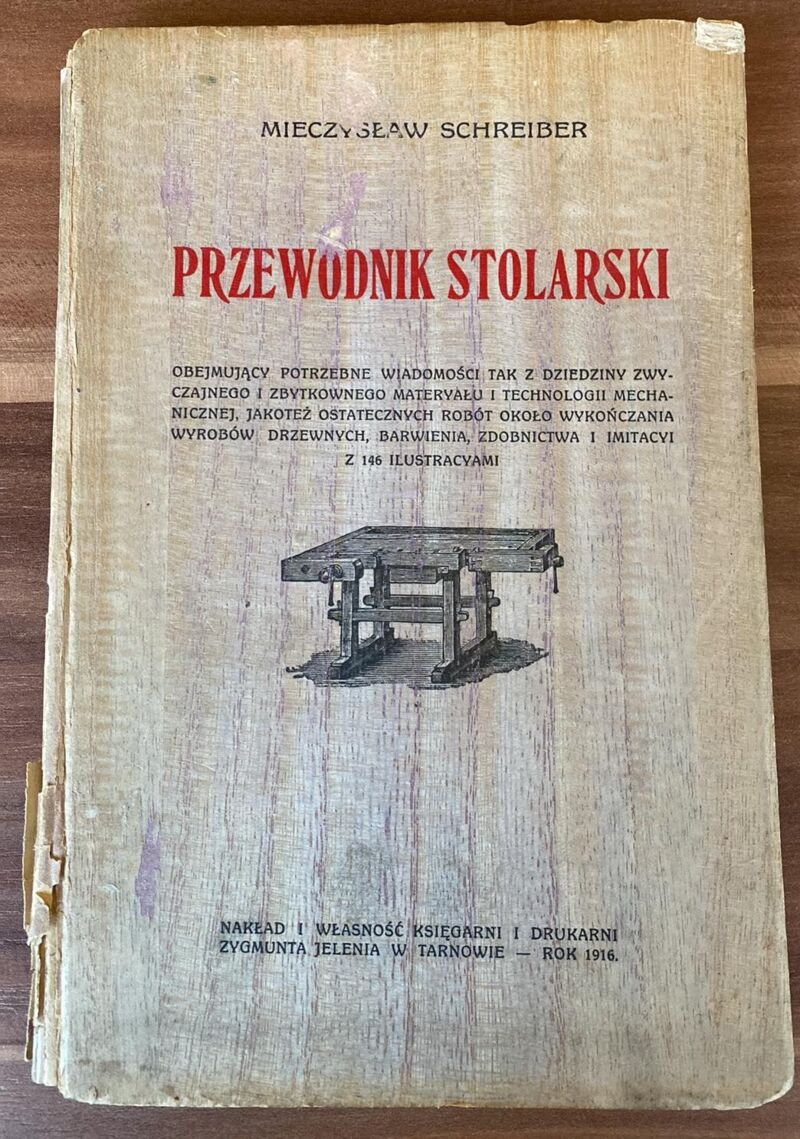 MIECZYSŁAW SCHREIBER
PRZEWODNIK STOLARSKI
OBEJMUJĄCY POTRZEBNE WIADOMOŚCI TAK Z DZIEDZINY ZWY-
CZAJNEGO I ZBYTKOWNEGO MATERYAŁU I TECHNOLOGII MECHA-
NICZNEJ, JAKOTEŻ OSTATECZNYCH ROBÓT OKOŁO WYKOŃCZANIA
WYROBÓW DRZEWNYCH, BARWIENIA, ZDOBNICTWA I IMITACYI
Z 146 ILUSTRACYAMI
NAKŁAD I WŁASNOŚĆ KSIĘGARNI I DRUKARNI
ZYGMUNTA JELENIA W TARNOWIE — ROK 1916.